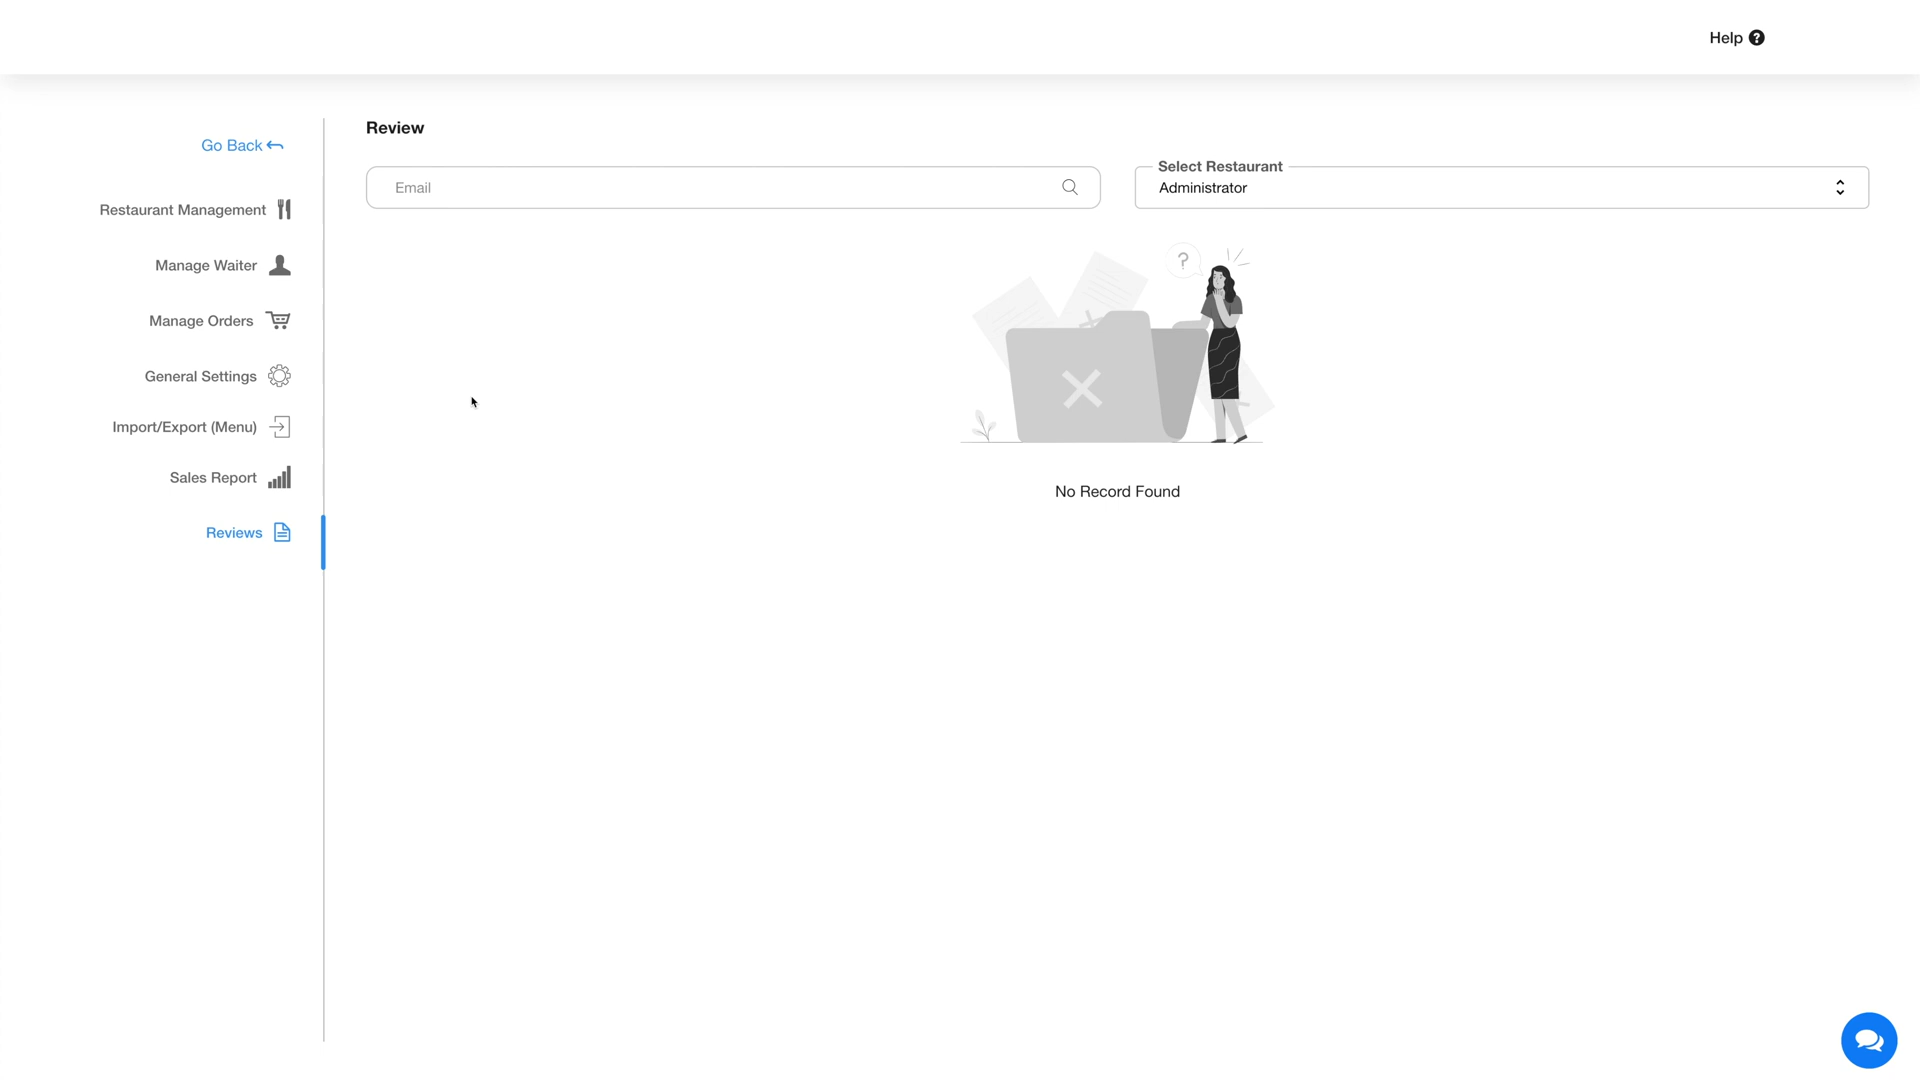 Help
Go Back
Restaurant Management
Manage Waiter
Manage Orders
General Settings
Import/Export (Menu)
Sales Report
Reviews
Review
Email
Select Restaurant
Administrator
?
No Record Found